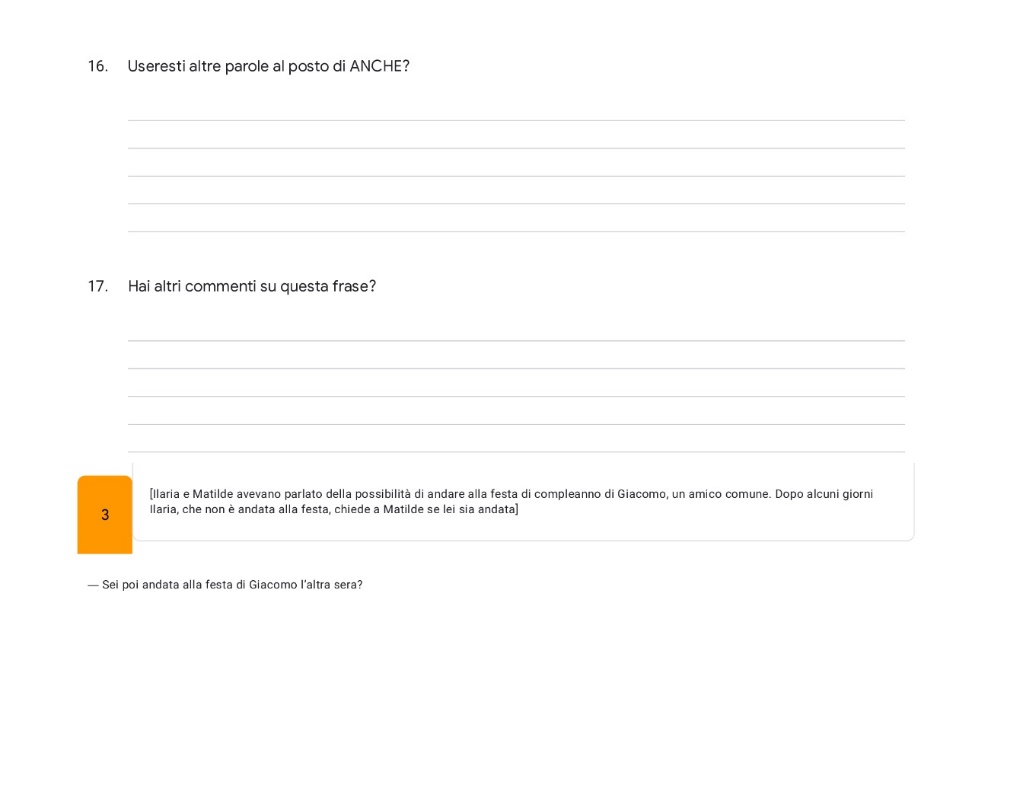 16. Useresti altre parole al posto di ANCHE?
17. Hai altri commenti su questa frase?
3
[Ilaria e Matilde avevano parlato della possibilità di andare alla festa di compleanno di Giacomo, un amico comune. Dopo alcuni giorni
Ilaria, che non è andata alla festa, chiede a Matilde se lei sia andata]
— Sei poi andata alla festa di Giacomo l'altra sera?